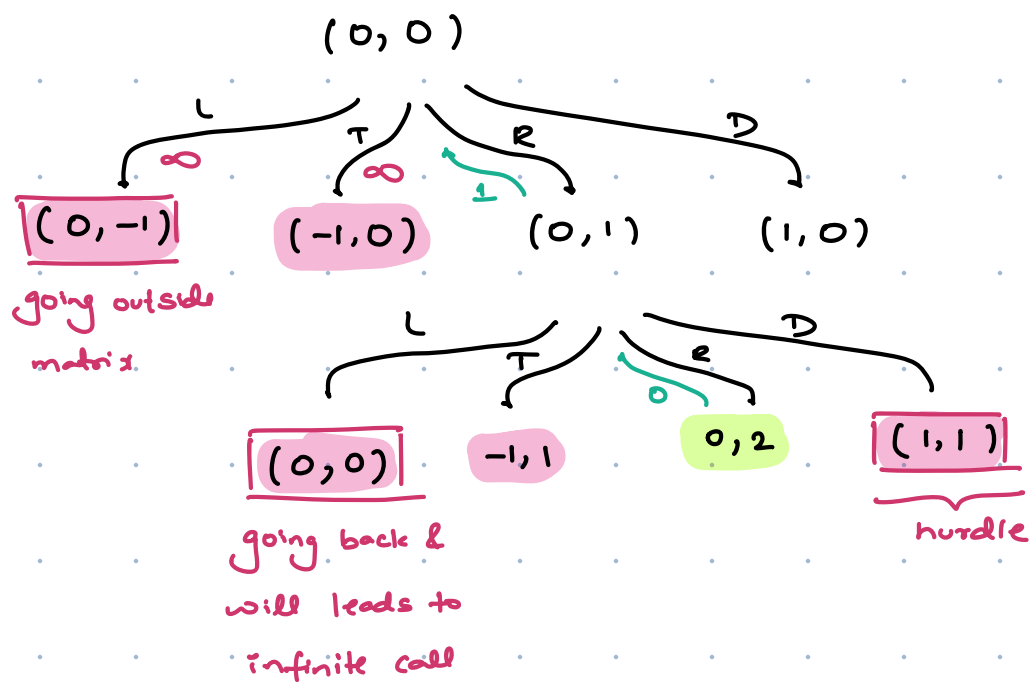 (0, 0)
L T R D
∞ ∞ 1
(0, -1) (-1, 0) (0, 1) (1, 0)
going outside
matrix
L T R D
0
(0, 0) -1, 1 0, 2 (1, 1)
hurdle
going back &
will leads to
infinite call